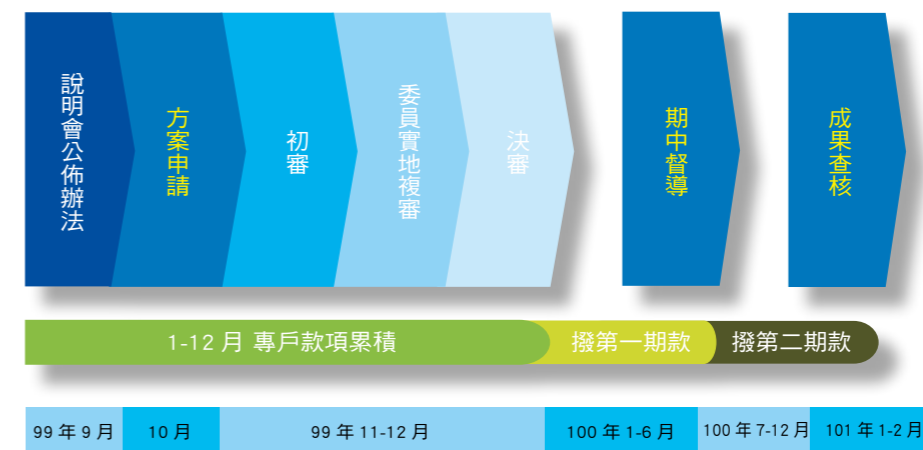 說明會公佈辦法
方案申請
初審
委員實地複審
決審
期中督導
成果查核
1-12 月 專戶款項累積
撥第一期款
撥第二期款
99 年 9 月
10 月
99 年 11-12 月
100 年 1-6 月
100 年 7-12 月
101 年 1-2 月